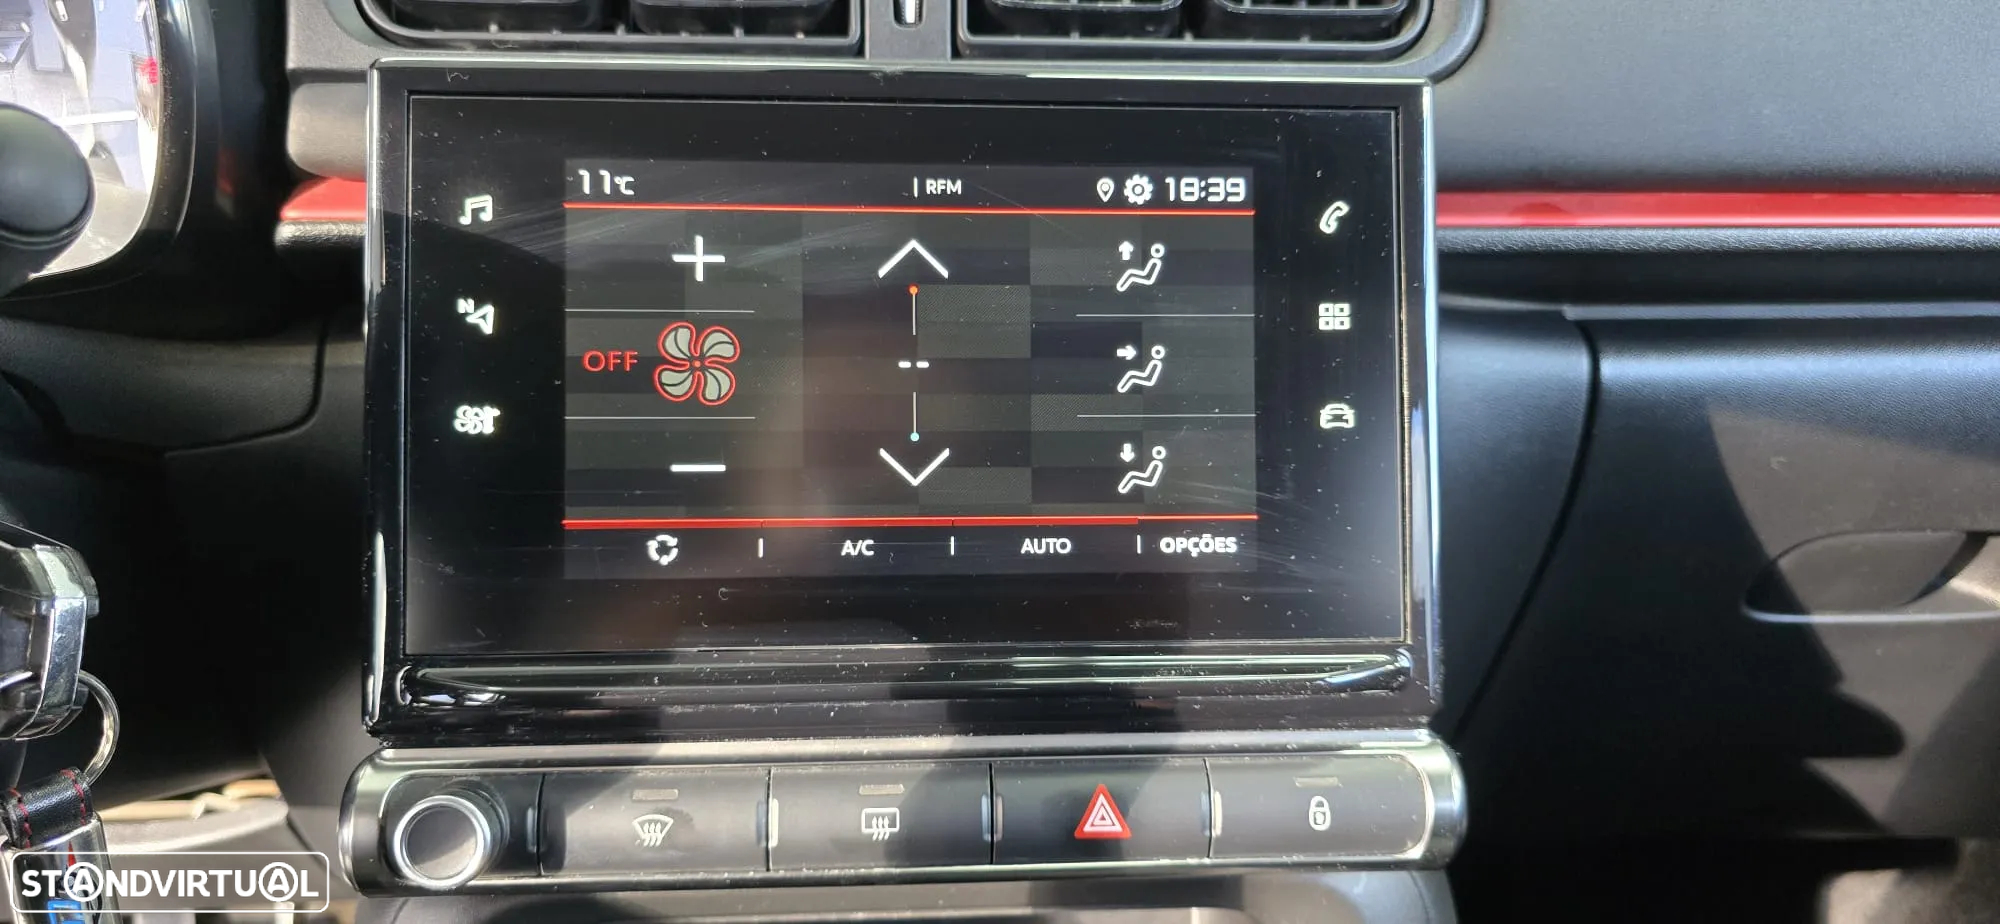 11°C
| RFM
18:39
N
OFF
--
A/C
AUTO
OPÇÕES
STANDVIRTUAL